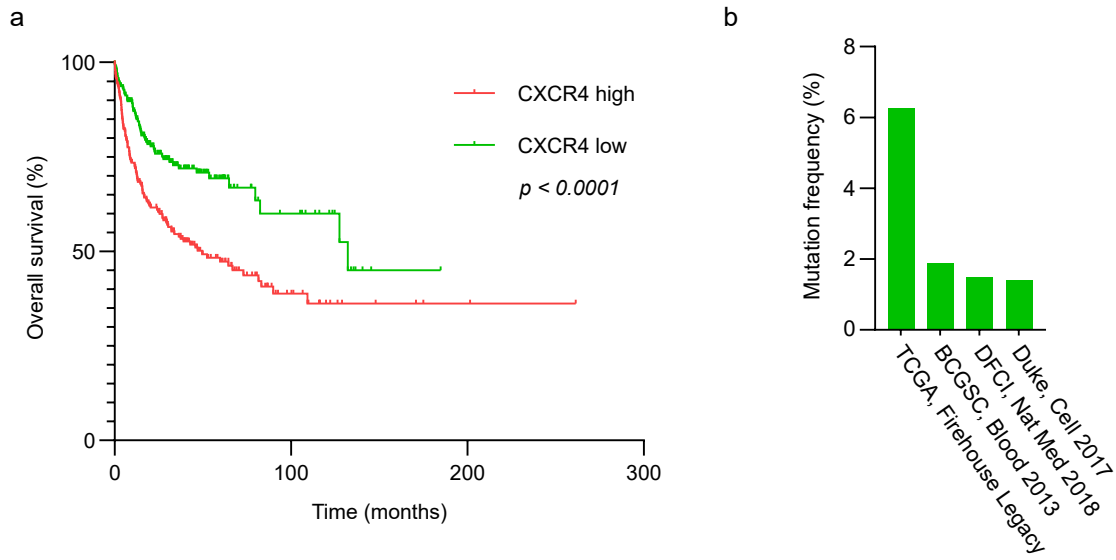 a
100
50
0
Overall survival (%)
0
100
200
300
Time (months)
CXCR4 high
CXCR4 low
p < 0.0001
b
8
6
4
2
0
Mutation frequency (%)
TCGA, Firehouse Legacy
BCGSC, Blood 2013
DFCI, Nat Med 2018
Duke, Cell 2017